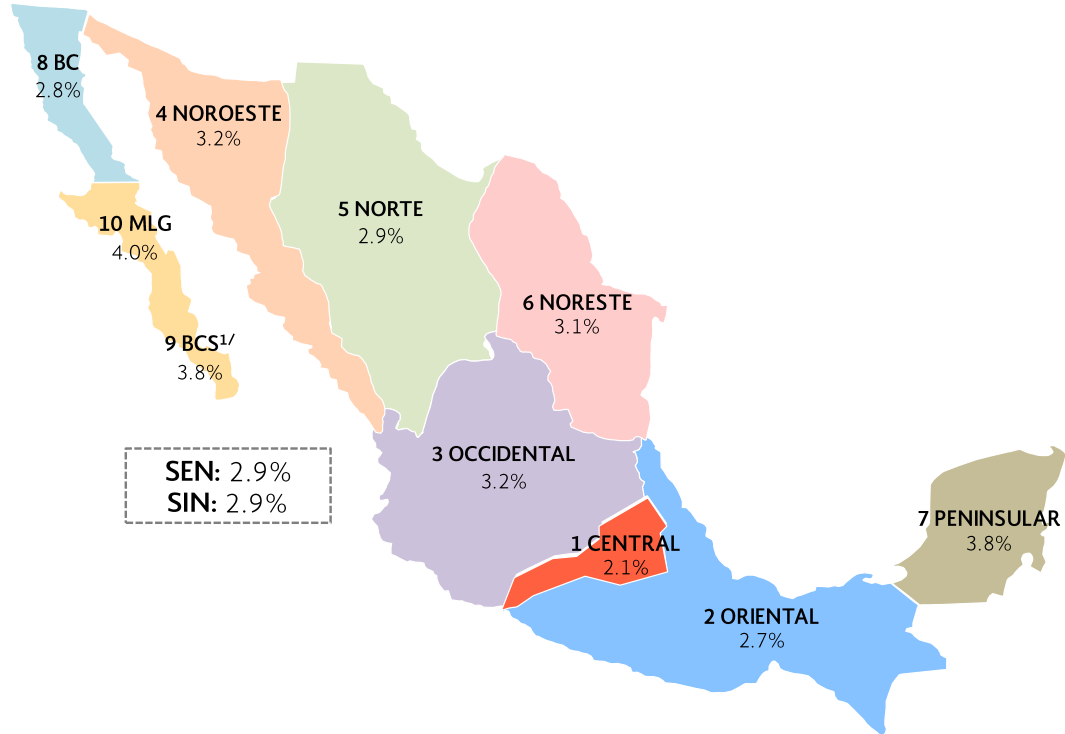 8 BC
2.8%
4 NOROESTE
3.2%
5 NORTE
2.9%
10 MLG
4.0%
6 NORESTE
3.1%
9 BCS¹/
3.8%
3 OCCIDENTAL
3.2%
SEN: 2.9%
SIN: 2.9%
7 PENINSULAR
3.8%
1 CENTRAL
2.1%
2 ORIENTAL
2.7%